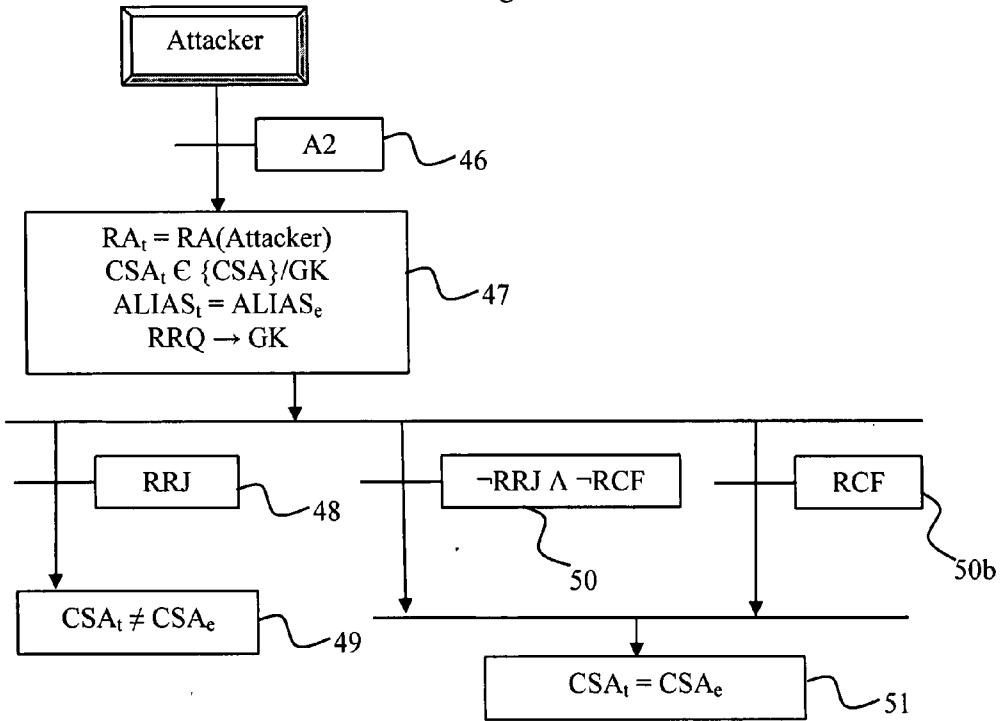 Attacker
A2
46
RAₜ = RA(Attacker)
CSAₜ Є {CSA}/GK
ALIASₜ = ALIASₑ
RRQ → GK
47
RRJ
48
¬RRJ Λ ¬RCF
50
RCF
50b
CSAₜ ≠ CSAₑ
49
CSAₜ = CSAₑ
51